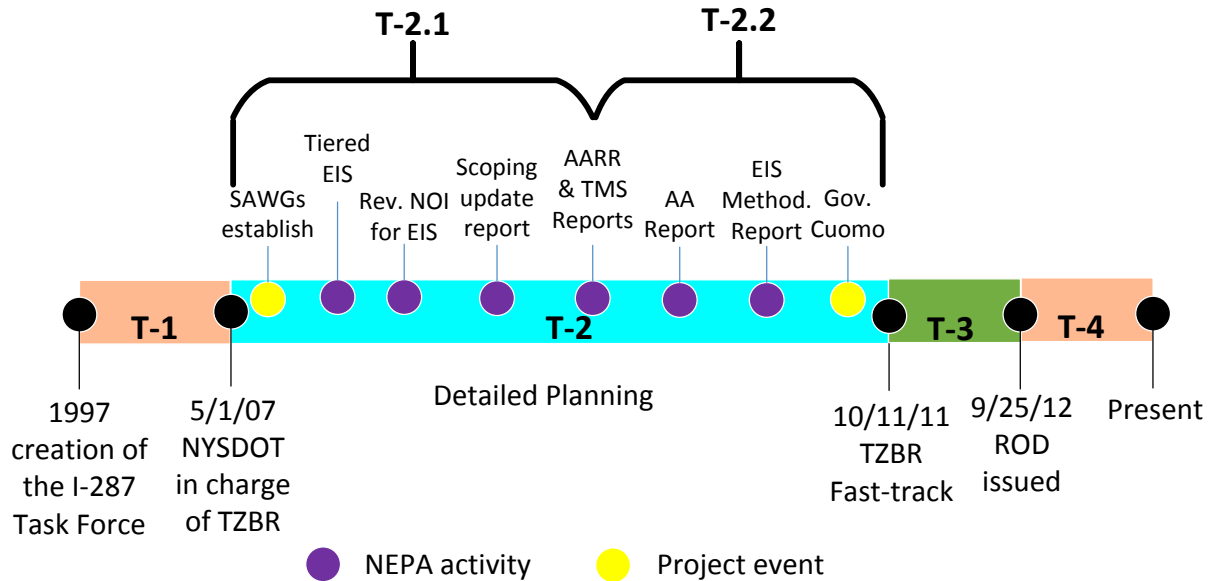 T-2.1
T-2.2
SAWGs
establish
Tiered
EIS
Rev. NOI
for EIS
Scoping
update
report
AARR
& TMS
Reports
AA
Report
EIS
Method.
Report
Gov.
Cuomo
T-1
T-2
T-3
T-4
Detailed Planning
1997
creation of
the I-287
Task Force
5/1/07
NYSDOT
in charge
of TZBR
10/11/11
TZBR
Fast-track
9/25/12
ROD
issued
Present
NEPA activity
Project event